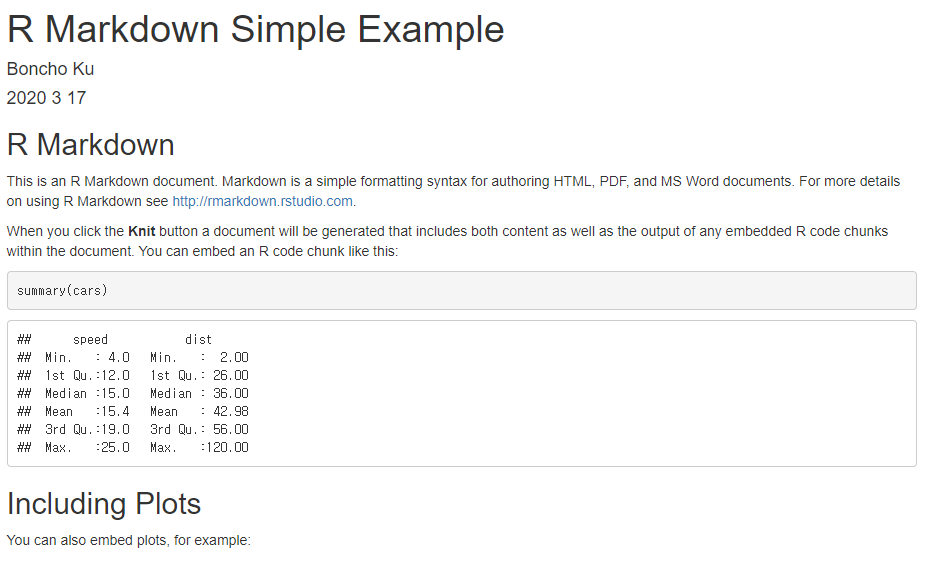 R Markdown Simple Example
Boncho Ku
2020 3 17
R Markdown
This is an R Markdown document. Markdown is a simple formatting syntax for authoring HTML, PDF, and MS Word documents. For more details
on using R Markdown see http://rmarkdown.rstudio.com.
When you click the Knit button a document will be generated that includes both content as well as the output of any embedded R code chunks
within the document. You can embed an R code chunk like this:
summary(cars)
##      speed           dist
##  Min.   : 4.0   Min.   :  2.00
##  1st Qu.:12.0   1st Qu.: 26.00
##  Median :15.0   Median : 36.00
##  Mean   :15.4   Mean   : 42.98
##  3rd Qu.:19.0   3rd Qu.: 56.00
##  Max.   :25.0   Max.   :120.00
Including Plots
You can also embed plots, for example: